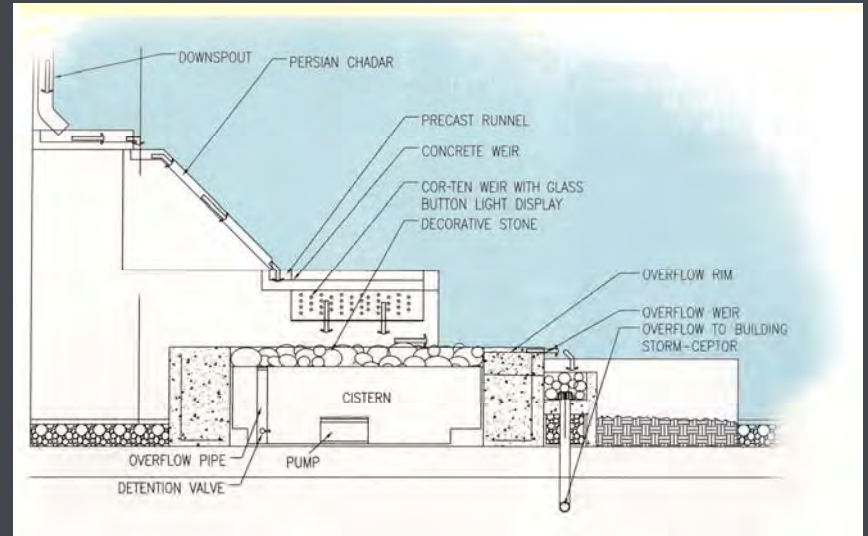 DOWNSPOUT
PERSIAN CHADAR
PRECAST RUNNEL
CONCRETE WEIR
COR-TEN WEIR WITH GLASS
BUTTON LIGHT DISPLAY
DECORATIVE STONE
OVERFLOW RIM
OVERFLOW WEIR
OVERFLOW TO BUILDING
STORM-CEPTOR
CISTERN
OVERFLOW PIPE
PUMP
DETENTION VALVE